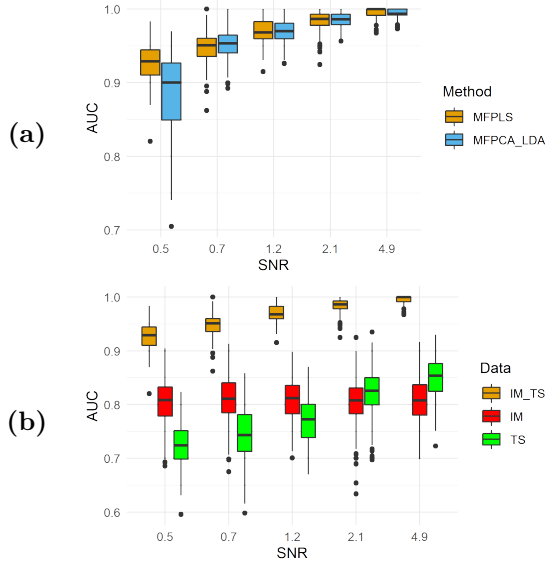 (a)
AUC
1.0
0.9
0.8
0.7
0.5
0.7
1.2
2.1
4.9
SNR
Method
MFPLS
MFPCA_LDA
(b)
AUC
1.0
0.9
0.8
0.7
0.6
0.5
0.7
1.2
2.1
4.9
SNR
Data
IM_TS
IM
TS